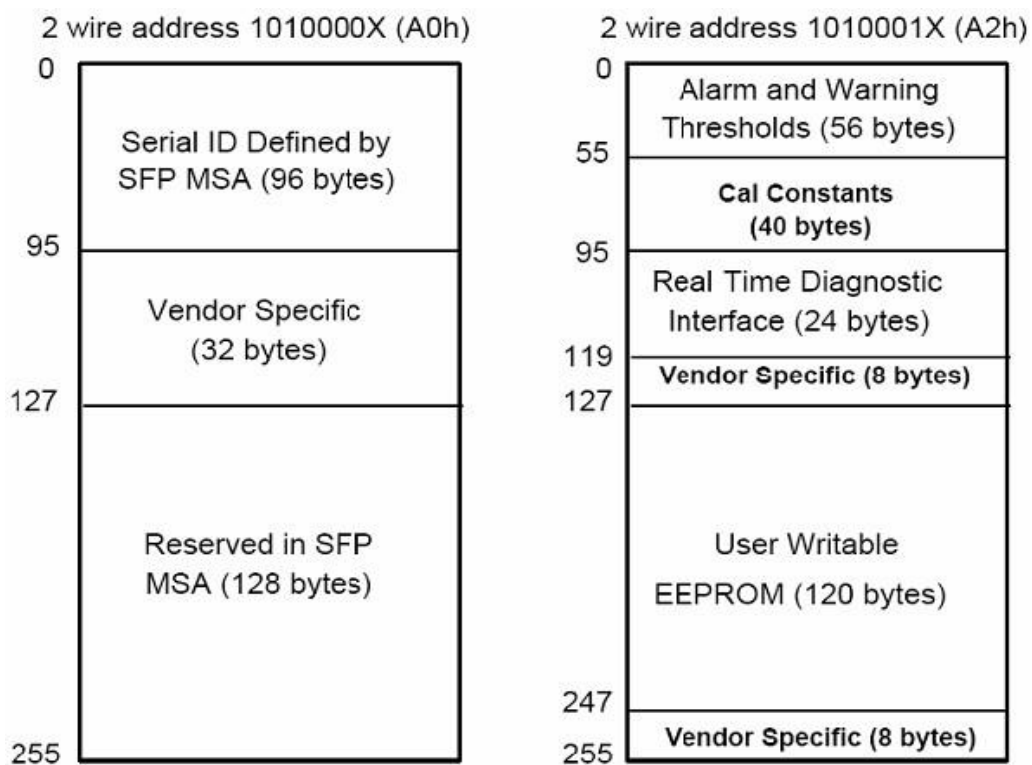 2 wire address 1010000X (A0h)
0
Serial ID Defined by
SFP MSA (96 bytes)
95
Vendor Specific
(32 bytes)
127
Reserved in SFP
MSA (128 bytes)
255
2 wire address 1010001X (A2h)
0
Alarm and Warning
Thresholds (56 bytes)
55
Cal Constants
(40 bytes)
95
Real Time Diagnostic
Interface (24 bytes)
119
Vendor Specific (8 bytes)
127
User Writable
EEPROM (120 bytes)
247
Vendor Specific (8 bytes)
255